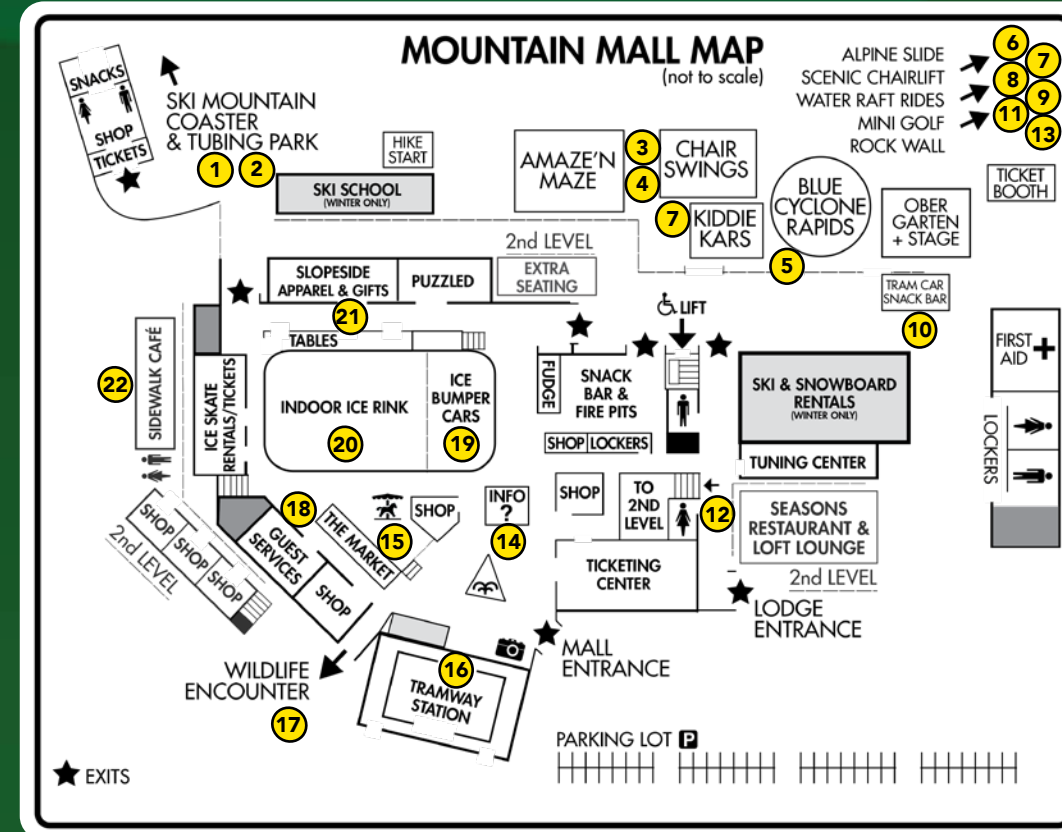 MOUNTAIN MALL MAP
(not to scale)
SNACKS
SHOP
TICKETS
SKI MOUNTAIN
COASTER
& TUBING PARK
1
2
HIKE
START
SKI SCHOOL
(WINTER ONLY)
AMAZE'N
MAZE
3
4
CHAIR
SWINGS
7
KIDDIE
KARS
BLUE
CYCLONE
RAPIDS
5
ALPINE SLIDE
SCENIC CHAIRLIFT
WATER RAFT RIDES
MINI GOLF
ROCK WALL
6
7
8
9
11
13
TICKET
BOOTH
OBER
GARTEN
+ STAGE
TRAM CAR
SNACK BAR
10
2nd LEVEL
EXTRA
SEATING
SLOPESIDE
APPAREL & GIFTS
PUZZLED
21
TABLES
INDOOR ICE RINK
20
ICE
BUMPER
CARS
19
SIDEWALK CAFÉ
22
ICE SKATE
RENTALS/TICKETS
LIFT
FUDGE
SNACK
BAR &
FIRE PITS
SHOP
LOCKERS
SKI & SNOWBOARD
RENTALS
(WINTER ONLY)
TUNING CENTER
FIRST
AID
LOCKERS
SHOP
SHOP
SHOP
2nd LEVEL
18
GUEST
SERVICES
SHOP
THE MARKET
15
SHOP
INFO
?
14
SHOP
TO
2ND
LEVEL
12
SEASONS
RESTAURANT &
LOFT LOUNGE
2nd LEVEL
TICKETING
CENTER
LODGE
ENTRANCE
MALL
ENTRANCE
WILDLIFE
ENCOUNTER
17
16
TRAMWAY
STATION
PARKING LOT P
EXITS